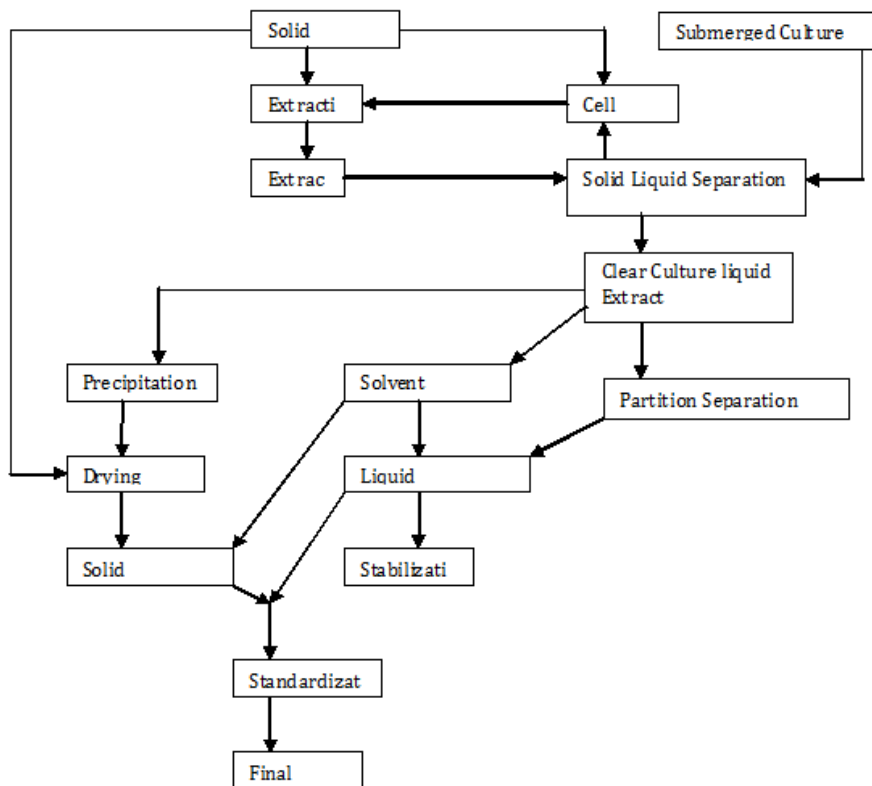 Solid
Submerged Culture
Extracti
Cell
Extrac
Solid Liquid Separation
Clear Culture liquid
Extract
Precipitation
Solvent
Partition Separation
Drying
Liquid
Solid
Stabilizati
Standardizat
Final